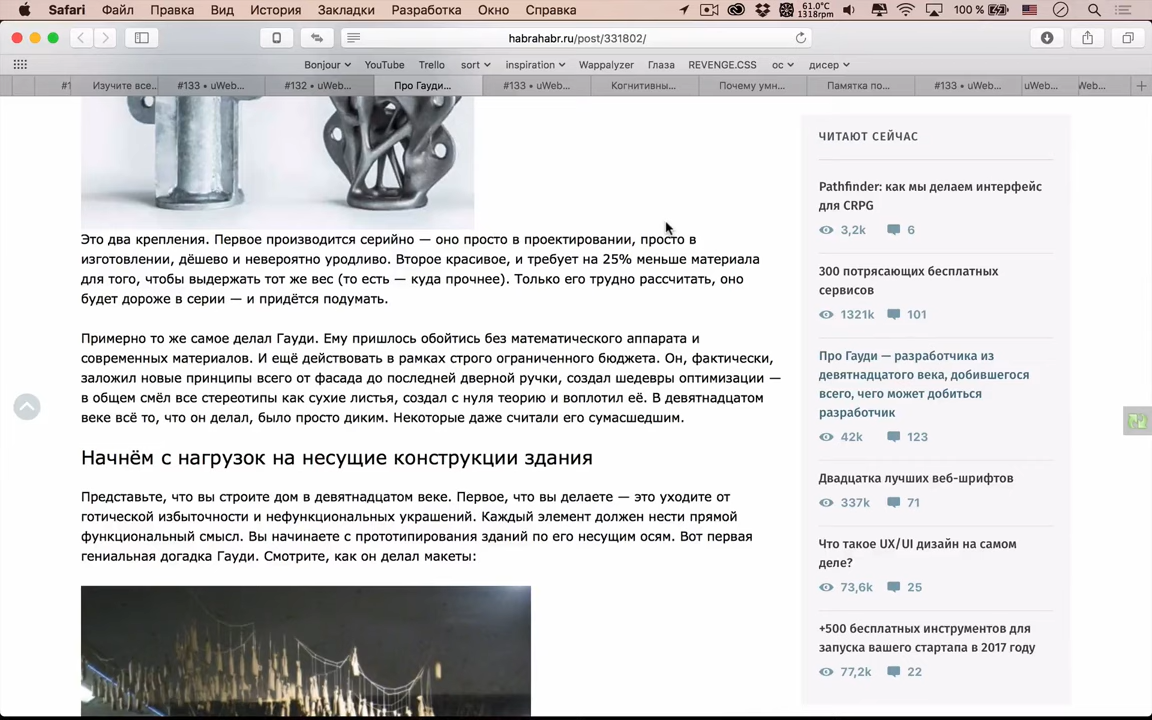 Safari Файл Правка Вид История Закладки Разработка Окно Справка 61.0°C 1318rpm 100 %
habrahabr.ru/post/331802/
Bonjour YouTube Trello sort inspiration Wappalyzer Глаза REVENGE.CSS ос дисер
#1 Изучите все... #133 • uWeb... #132 • uWeb... Про Гауди... #133 • uWeb... Когнитивны... Почему умн... Памятка по... #133 • uWeb... uWeb... Web...
Это два крепления. Первое производится серийно — оно просто в проектировании, просто в
изготовлении, дёшево и невероятно уродливо. Второе красивое, и требует на 25% меньше материала
для того, чтобы выдержать тот же вес (то есть — куда прочнее). Только его трудно рассчитать, оно
будет дороже в серии — и придётся подумать.
Примерно то же самое делал Гауди. Ему пришлось обойтись без математического аппарата и
современных материалов. И ещё действовать в рамках строго ограниченного бюджета. Он, фактически,
заложил новые принципы всего от фасада до последней дверной ручки, создал шедевры оптимизации —
в общем смёл все стереотипы как сухие листья, создал с нуля теорию и воплотил её. В девятнадцатом
веке всё то, что он делал, было просто диким. Некоторые даже считали его сумасшедшим.
Начнём с нагрузок на несущие конструкции здания
Представьте, что вы строите дом в девятнадцатом веке. Первое, что вы делаете — это уходите от
готической избыточности и нефункциональных украшений. Каждый элемент должен нести прямой
функциональный смысл. Вы начинаете с прототипирования зданий по его несущим осям. Вот первая
гениальная догадка Гауди. Смотрите, как он делал макеты:
ЧИТАЮТ СЕЙЧАС
Pathfinder: как мы делаем интерфейс
для CRPG
3,2k 6
300 потрясающих бесплатных
сервисов
1321k 101
Про Гауди — разработчика из
девятнадцатого века, добившегося
всего, чего может добиться
разработчик
42k 123
Двадцатка лучших веб-шрифтов
337k 71
Что такое UX/UI дизайн на самом
деле?
73,6k 25
+500 бесплатных инструментов для
запуска вашего стартапа в 2017 году
77,2k 22